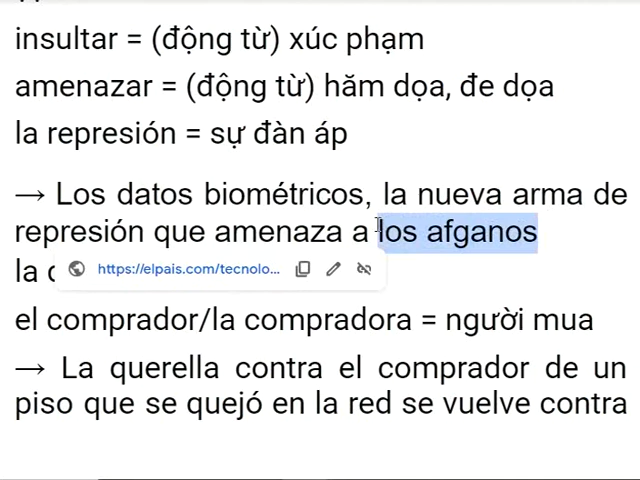 insultar = (động từ) xúc phạm
amenazar = (động từ) hăm dọa, đe dọa
la represión = sự đàn áp
→ Los datos biométricos, la nueva arma de
represión que amenaza a los afganos
la
https://elpais.com/tecnolo...
el comprador/la compradora = người mua
→ La querella contra el comprador de un
piso que se quejó en la red se vuelve contra